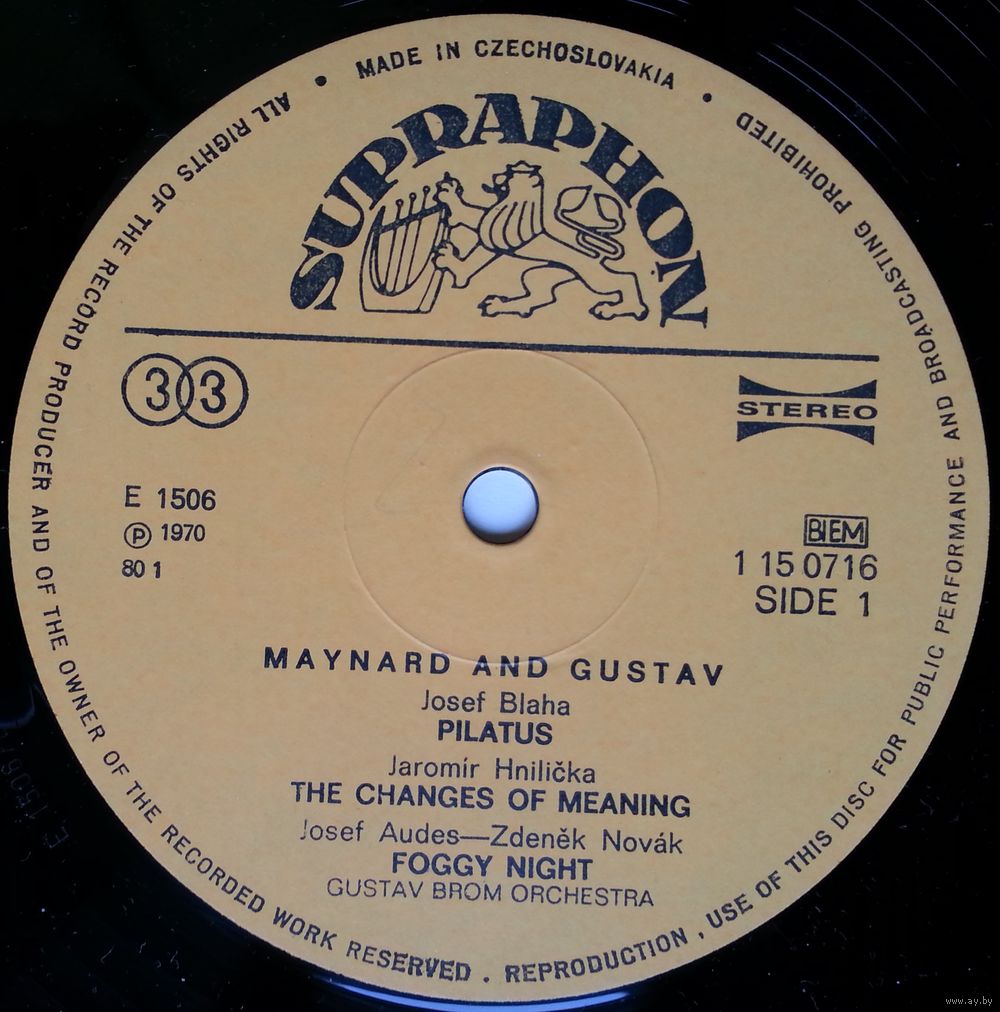 MADE IN CZECHOSLOVAKIA
SUPRAPHON
33
STEREO
E 1506
Ⓟ 1970
80 1
BIEM
1 15 0716
SIDE 1
MAYNARD AND GUSTAV
Josef Blaha
PILATUS
Jaromír Hnilička
THE CHANGES OF MEANING
Josef Audes—Zdeněk Novák
FOGGY NIGHT
GUSTAV BROM ORCHESTRA
ALL RIGHTS OF THE RECORD PRODUCER AND OF THE OWNER OF THE RECORDED WORK RESERVED . REPRODUCTION , USE OF THIS DISC FOR PUBLIC PERFORMANCE AND BROADCASTING PROHIBITED
www.ay.by